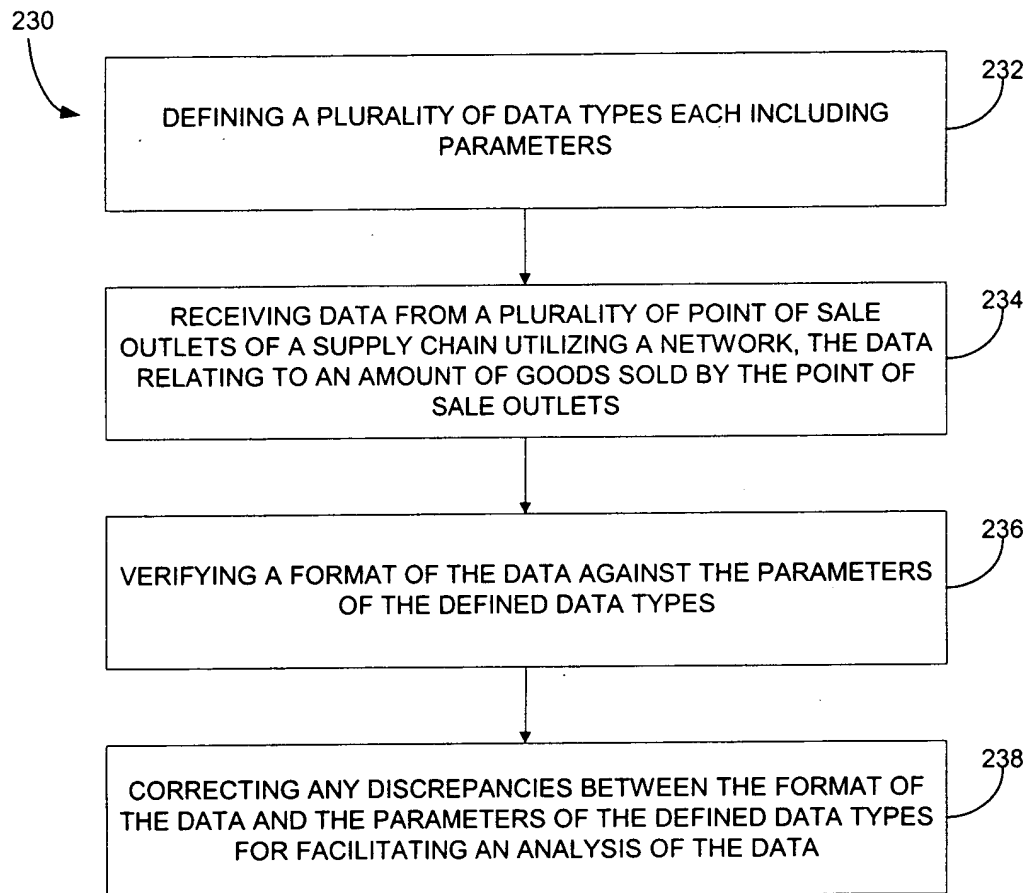 230
232
DEFINING A PLURALITY OF DATA TYPES EACH INCLUDING
PARAMETERS
234
RECEIVING DATA FROM A PLURALITY OF POINT OF SALE
OUTLETS OF A SUPPLY CHAIN UTILIZING A NETWORK, THE DATA
RELATING TO AN AMOUNT OF GOODS SOLD BY THE POINT OF
SALE OUTLETS
236
VERIFYING A FORMAT OF THE DATA AGAINST THE PARAMETERS
OF THE DEFINED DATA TYPES
238
CORRECTING ANY DISCREPANCIES BETWEEN THE FORMAT OF
THE DATA AND THE PARAMETERS OF THE DEFINED DATA TYPES
FOR FACILITATING AN ANALYSIS OF THE DATA